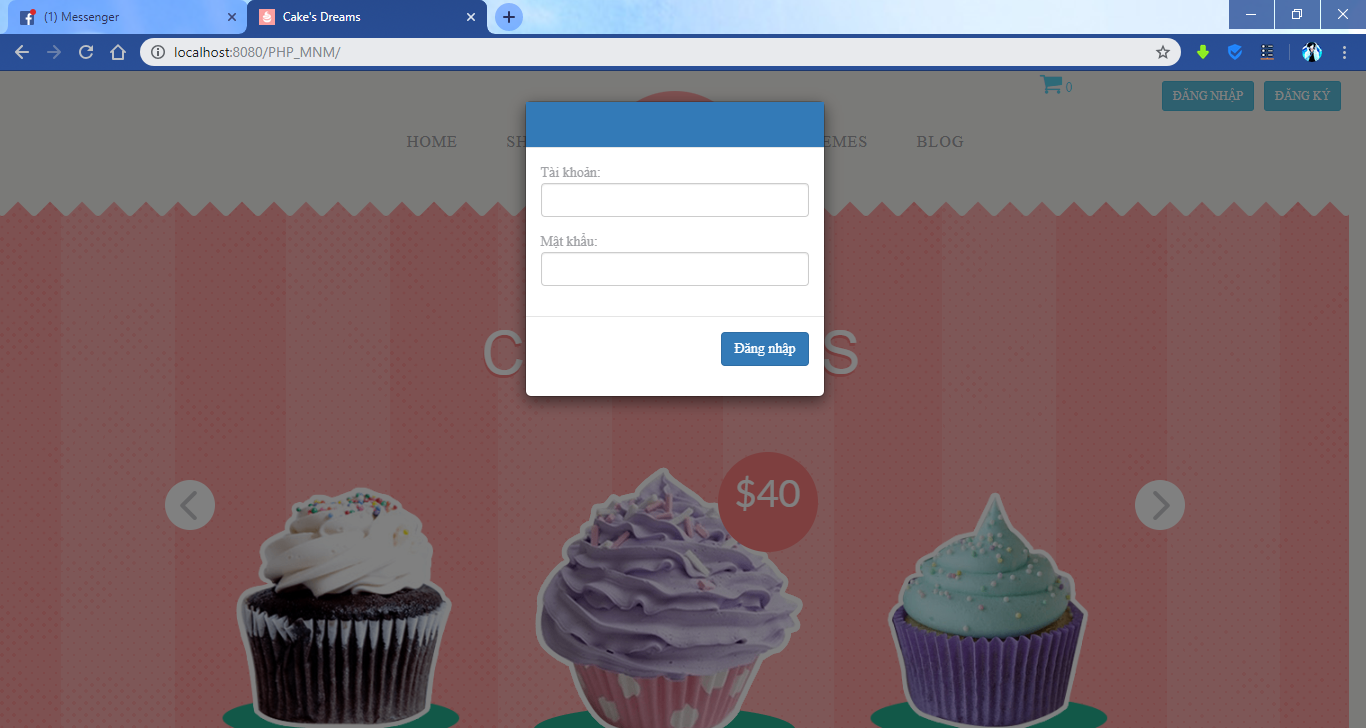 (1) Messenger
Cake's Dreams
localhost:8080/PHP_MNM/
0
ĐĂNG NHẬP
ĐĂNG KÝ
HOME
BLOG
Tài khoản:
Mật khẩu:
Đăng nhập
$40